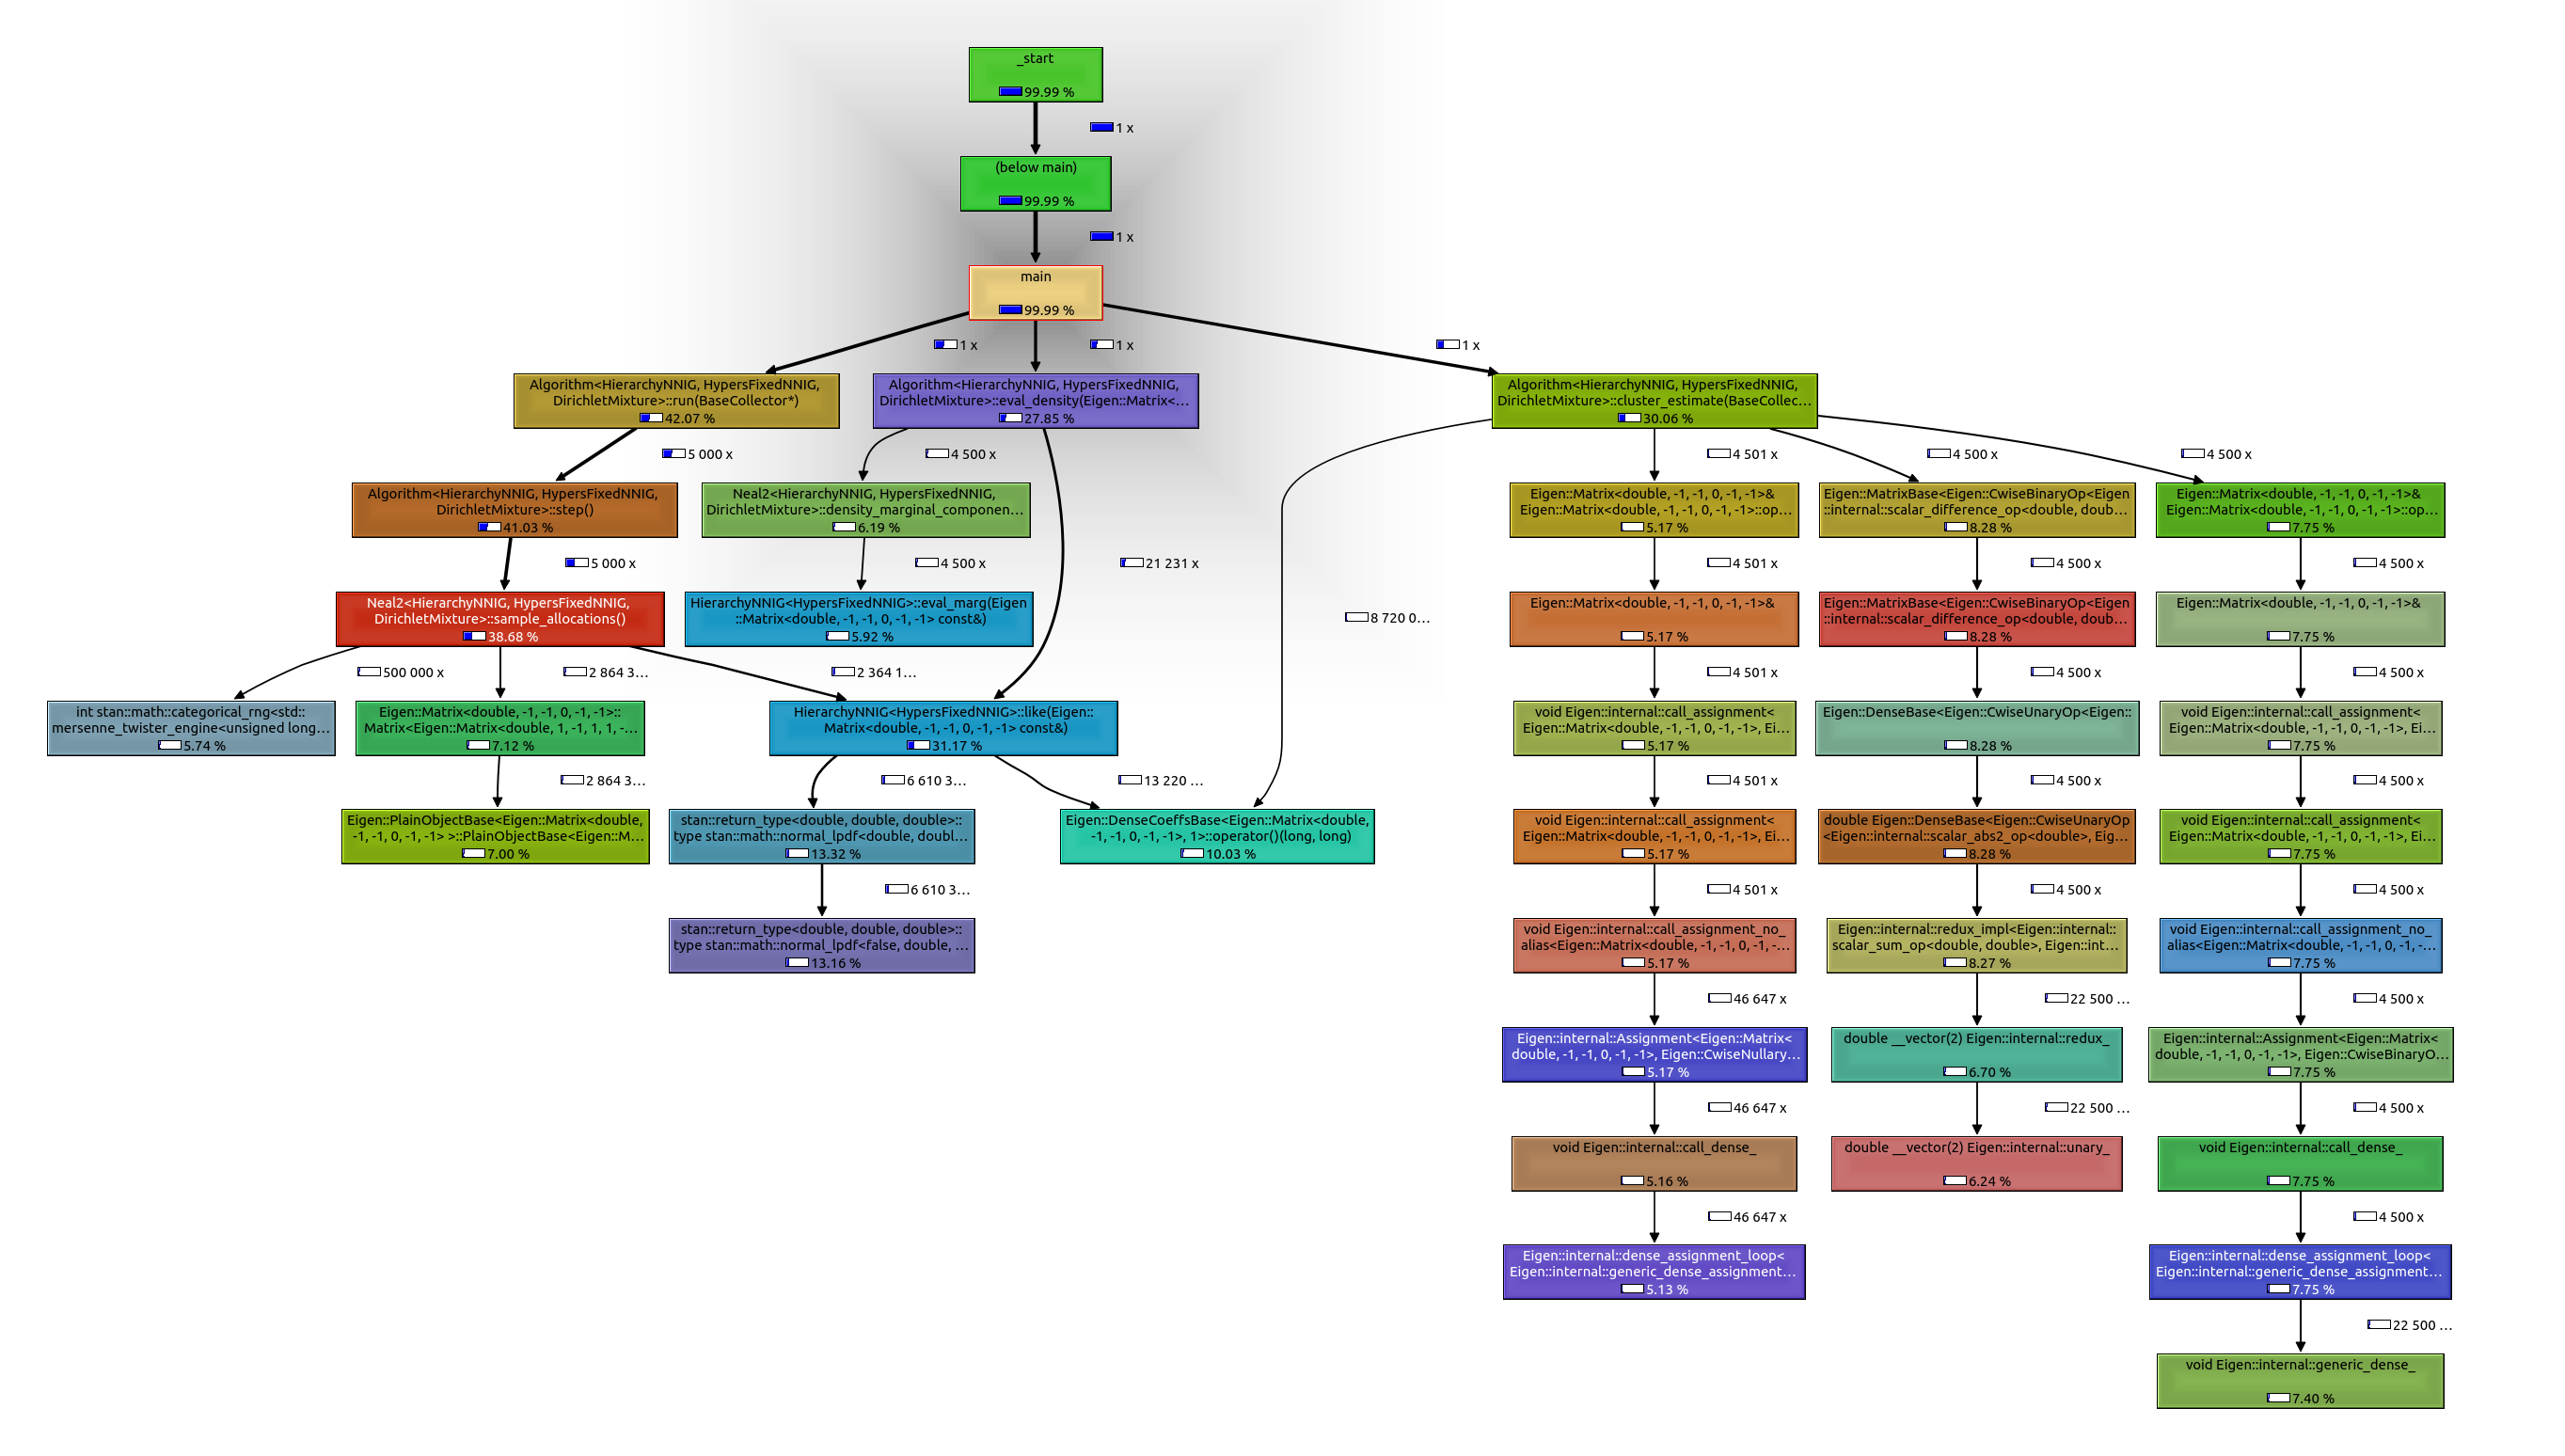 _start
99.99 %
1 x
(below main)
99.99 %
1 x
main
99.99 %
1 x
1 x
1 x
Algorithm<HierarchyNNIG, HypersFixedNNIG,
DirichletMixture>::run(BaseCollector*)
42.07 %
Algorithm<HierarchyNNIG, HypersFixedNNIG,
DirichletMixture>::eval_density(Eigen::Matrix<...
27.85 %
Algorithm<HierarchyNNIG, HypersFixedNNIG,
DirichletMixture>::cluster_estimate(BaseCollec...
30.06 %
5 000 x
4 500 x
4 501 x
4 500 x
4 500 x
Algorithm<HierarchyNNIG, HypersFixedNNIG,
DirichletMixture>::step()
41.03 %
Neal2<HierarchyNNIG, HypersFixedNNIG,
DirichletMixture>::density_marginal_componen...
6.19 %
Eigen::Matrix<double, -1, -1, 0, -1, -1>&
Eigen::Matrix<double, -1, -1, 0, -1, -1>::op...
5.17 %
Eigen::MatrixBase<Eigen::CwiseBinaryOp<Eigen
::internal::scalar_difference_op<double, doub...
8.28 %
Eigen::Matrix<double, -1, -1, 0, -1, -1>&
Eigen::Matrix<double, -1, -1, 0, -1, -1>::op...
7.75 %
5 000 x
4 500 x
21 231 x
4 501 x
4 500 x
4 500 x
Neal2<HierarchyNNIG, HypersFixedNNIG,
DirichletMixture>::sample_allocations()
38.68 %
HierarchyNNIG<HypersFixedNNIG>::eval_marg(Eigen
::Matrix<double, -1, -1, 0, -1, -1> const&)
5.92 %
8 720 0...
Eigen::Matrix<double, -1, -1, 0, -1, -1>&
5.17 %
Eigen::MatrixBase<Eigen::CwiseBinaryOp<Eigen
::internal::scalar_difference_op<double, doub...
8.28 %
Eigen::Matrix<double, -1, -1, 0, -1, -1>&
7.75 %
500 000 x
2 864 3...
2 364 1...
4 501 x
4 500 x
4 500 x
int stan::math::categorical_rng<std::
mersenne_twister_engine<unsigned long...
5.74 %
Eigen::Matrix<double, -1, -1, 0, -1, -1>::
Matrix<Eigen::Matrix<double, 1, -1, 1, 1, -...
7.12 %
HierarchyNNIG<HypersFixedNNIG>::like(Eigen::
Matrix<double, -1, -1, 0, -1, -1> const&)
31.17 %
void Eigen::internal::call_assignment<
Eigen::Matrix<double, -1, -1, 0, -1, -1>, Ei...
5.17 %
Eigen::DenseBase<Eigen::CwiseUnaryOp<Eigen::
8.28 %
void Eigen::internal::call_assignment<
Eigen::Matrix<double, -1, -1, 0, -1, -1>, Ei...
7.75 %
2 864 3...
6 610 3...
13 220 ...
4 501 x
4 500 x
4 500 x
Eigen::PlainObjectBase<Eigen::Matrix<double,
-1, -1, 0, -1, -1> >::PlainObjectBase<Eigen::M...
7.00 %
stan::return_type<double, double, double>::
type stan::math::normal_lpdf<double, doubl...
13.32 %
Eigen::DenseCoeffsBase<Eigen::Matrix<double,
-1, -1, 0, -1, -1>, 1>::operator()(long, long)
10.03 %
void Eigen::internal::call_assignment<
Eigen::Matrix<double, -1, -1, 0, -1, -1>, Ei...
5.17 %
double Eigen::DenseBase<Eigen::CwiseUnaryOp
<Eigen::internal::scalar_abs2_op<double>, Eig...
8.28 %
void Eigen::internal::call_assignment<
Eigen::Matrix<double, -1, -1, 0, -1, -1>, Ei...
7.75 %
6 610 3...
4 501 x
4 500 x
4 500 x
stan::return_type<double, double, double>::
type stan::math::normal_lpdf<false, double, ...
13.16 %
void Eigen::internal::call_assignment_no_
alias<Eigen::Matrix<double, -1, -1, 0, -1, -...
5.17 %
Eigen::internal::redux_impl<Eigen::internal::
scalar_sum_op<double, double>, Eigen::int...
8.27 %
void Eigen::internal::call_assignment_no_
alias<Eigen::Matrix<double, -1, -1, 0, -1, -...
7.75 %
46 647 x
22 500 ...
4 500 x
Eigen::internal::Assignment<Eigen::Matrix<
double, -1, -1, 0, -1, -1>, Eigen::CwiseNullary...
5.17 %
double __vector(2) Eigen::internal::redux_
6.70 %
Eigen::internal::Assignment<Eigen::Matrix<
double, -1, -1, 0, -1, -1>, Eigen::CwiseBinaryO...
7.75 %
46 647 x
22 500 ...
4 500 x
void Eigen::internal::call_dense_
5.16 %
double __vector(2) Eigen::internal::unary_
6.24 %
void Eigen::internal::call_dense_
7.75 %
46 647 x
4 500 x
Eigen::internal::dense_assignment_loop<
Eigen::internal::generic_dense_assignment...
5.13 %
Eigen::internal::dense_assignment_loop<
Eigen::internal::generic_dense_assignment...
7.75 %
22 500 ...
void Eigen::internal::generic_dense_
7.40 %